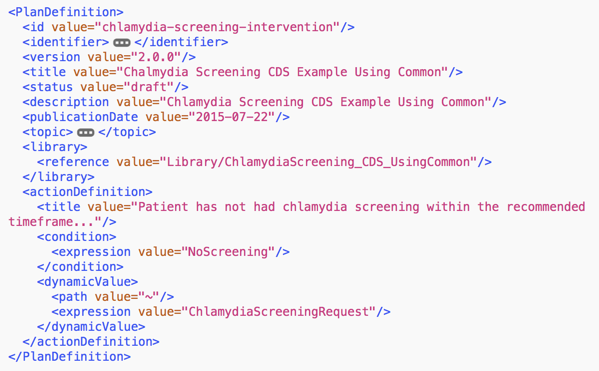 <PlanDefinition>
<id value="chlamydia-screening-intervention"/>
<identifier>•••</identifier>
<version value="2.0.0"/>
<title value="Chalmydia Screening CDS Example Using Common"/>
<status value="draft"/>
<description value="Chlamydia Screening CDS Example Using Common"/>
<publicationDate value="2015-07-22"/>
<topic>•••</topic>
<library>
<reference value="Library/ChlamydiaScreening_CDS_UsingCommon"/>
</library>
<actionDefinition>
<title value="Patient has not had chlamydia screening within the recommended
timeframe..."/>
<condition>
<expression value="NoScreening"/>
</condition>
<dynamicValue>
<path value="~"/>
<expression value="ChlamydiaScreeningRequest"/>
</dynamicValue>
</actionDefinition>
</PlanDefinition>